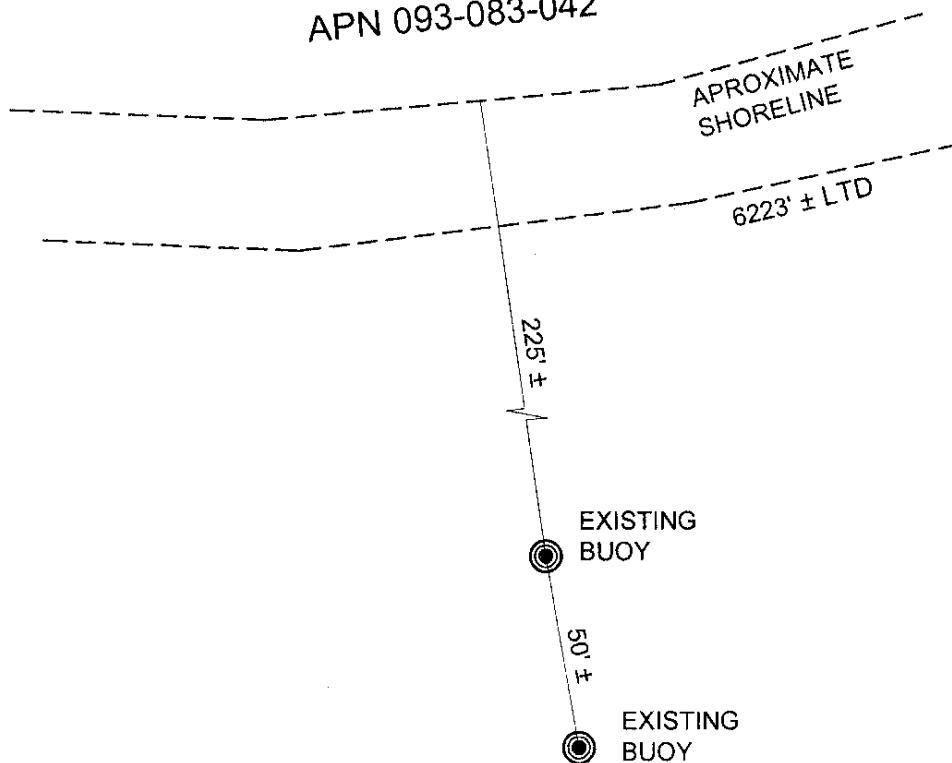 APN 093-083-042
APROXIMATE
SHORELINE
6223' ± LTD
225' ±
EXISTING
BUOY
50' ±
EXISTING
BUOY